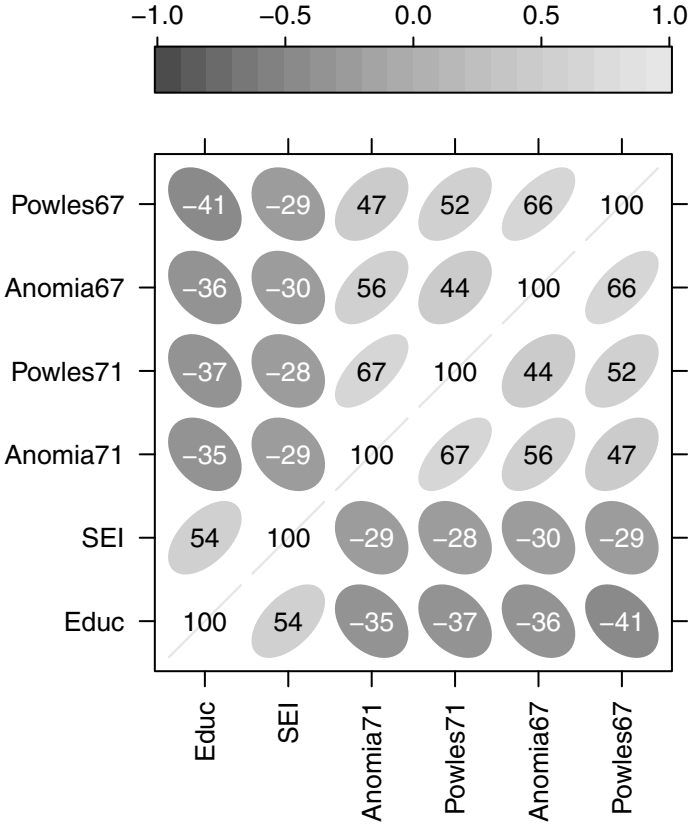 −1.0 −0.5 0.0 0.5 1.0
Powles67 −41 −29 47 52 66 100
Anomia67 −36 −30 56 44 100 66
Powles71 −37 −28 67 100 44 52
Anomia71 −35 −29 100 67 56 47
SEI 54 100 −29 −28 −30 −29
Educ 100 54 −35 −37 −36 −41
Educ
SEI
Anomia71
Powles71
Anomia67
Powles67